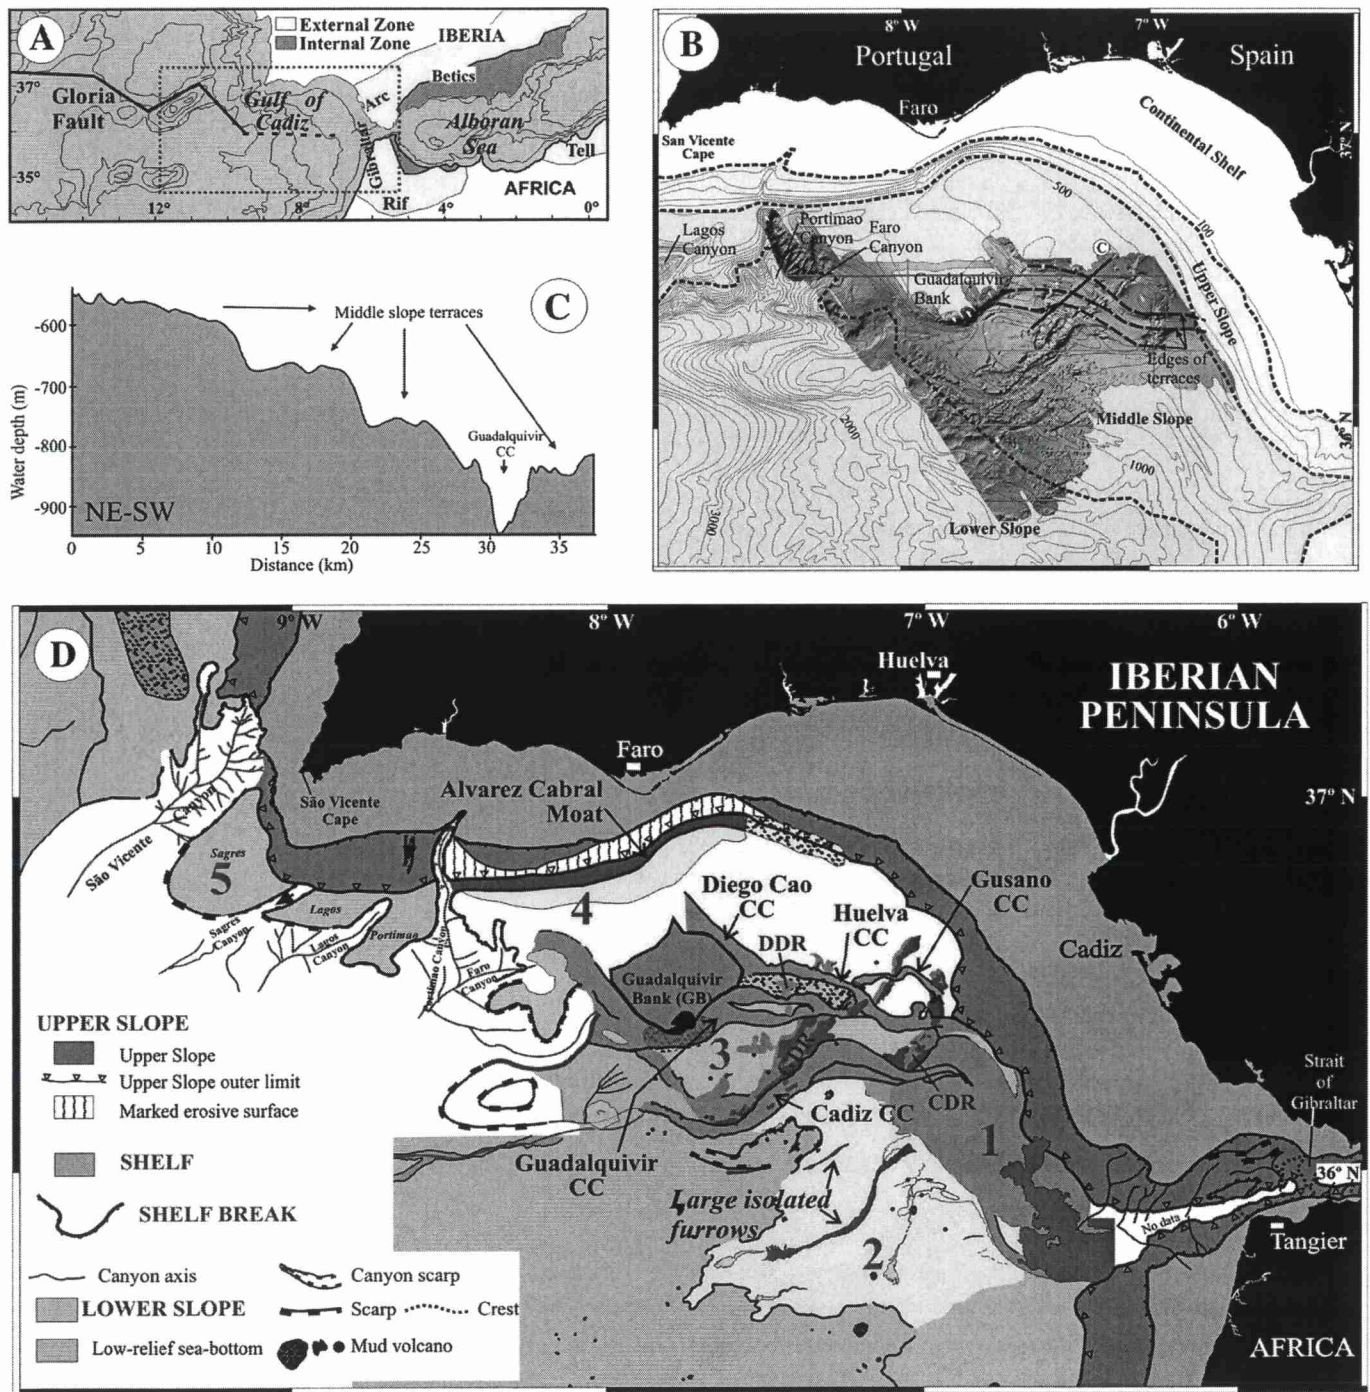 A
External Zone
Internal Zone
IBERIA
Betics
37°
Gloria
Fault
Gulf of
Cadiz
Arc
Gibraltar
Alboran
Sea
Tell
35°
AFRICA
Rif
12°
8°
4°
0°
B
8° W
7° W
Portugal
Spain
Faro
Continental Shelf
37° N
San Vicente
Cape
500
100
Portimao
Canyon
Faro
Canyon
Lagos
Canyon
C
Guadalquivir
Bank
Upper Slope
Edges of
terraces
Middle Slope
2000
1000
36° N
3000
Lower Slope
C
Middle slope terraces
Guadalquivir
CC
-600
-700
-800
-900
Water depth (m)
NE-SW
0
5
10
15
20
25
30
35
Distance (km)
D
9° W
8° W
7° W
6° W
Huelva
IBERIAN
PENINSULA
Faro
São Vicente
Cape
Alvarez Cabral
Moat
37° N
São Vicente
Canyon
Sagres
5
4
Diego Cao
CC
Gusano
CC
Huelva
CC
DDR
Cadiz
Lagos
Portimao
Sagres
Canyon
Lagos
Canyon
Portimao Canyon
Faro
Canyon
Guadalquivir
Bank (GB)
3
GDR
CDR
Cadiz CC
1
Guadalquivir
CC
Large isolated
furrows
2
Strait
of
Gibraltar
36° N
No data
Tangier
AFRICA
UPPER SLOPE
Upper Slope
Upper Slope outer limit
Marked erosive surface
SHELF
SHELF BREAK
Canyon axis
Canyon scarp
LOWER SLOPE
Scarp
Crest
Low-relief sea-bottom
Mud volcano